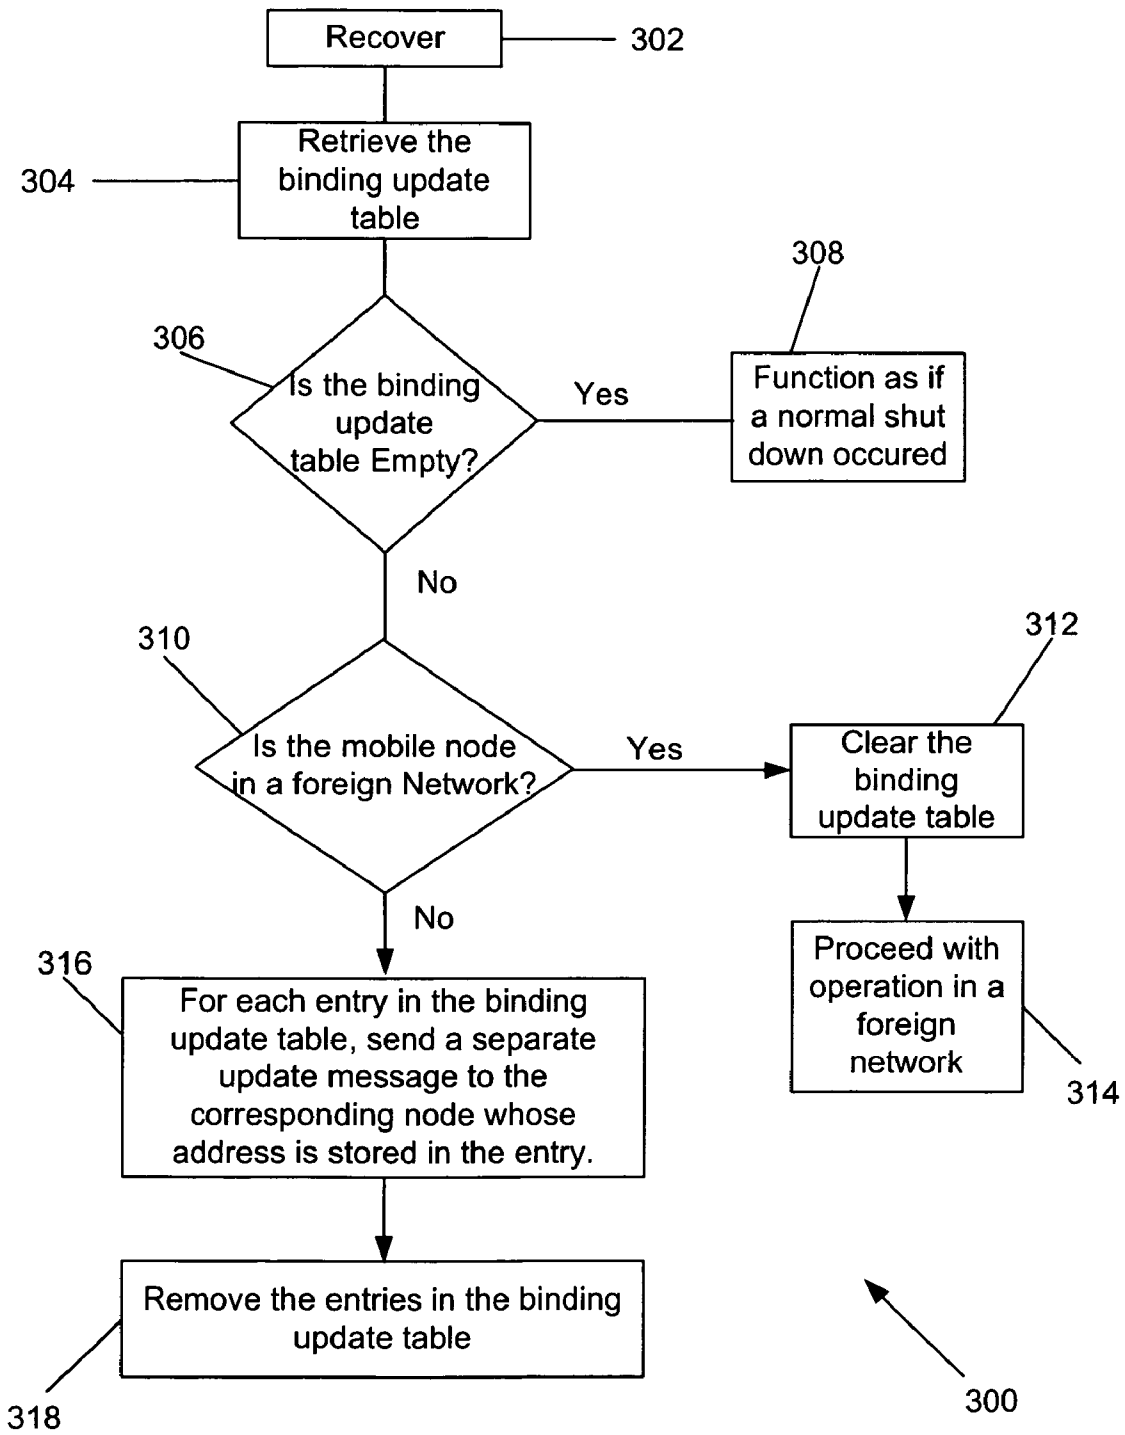 Recover
302
Retrieve the
binding update
table
304
308
306
Is the binding
update
table Empty?
Yes
Function as if
a normal shut
down occured
No
310
312
Is the mobile node
in a foreign Network?
Yes
Clear the
binding
update table
No
316
Proceed with
operation in a
foreign
network
314
For each entry in the binding
update table, send a separate
update message to the
corresponding node whose
address is stored in the entry.
Remove the entries in the binding
update table
318
300